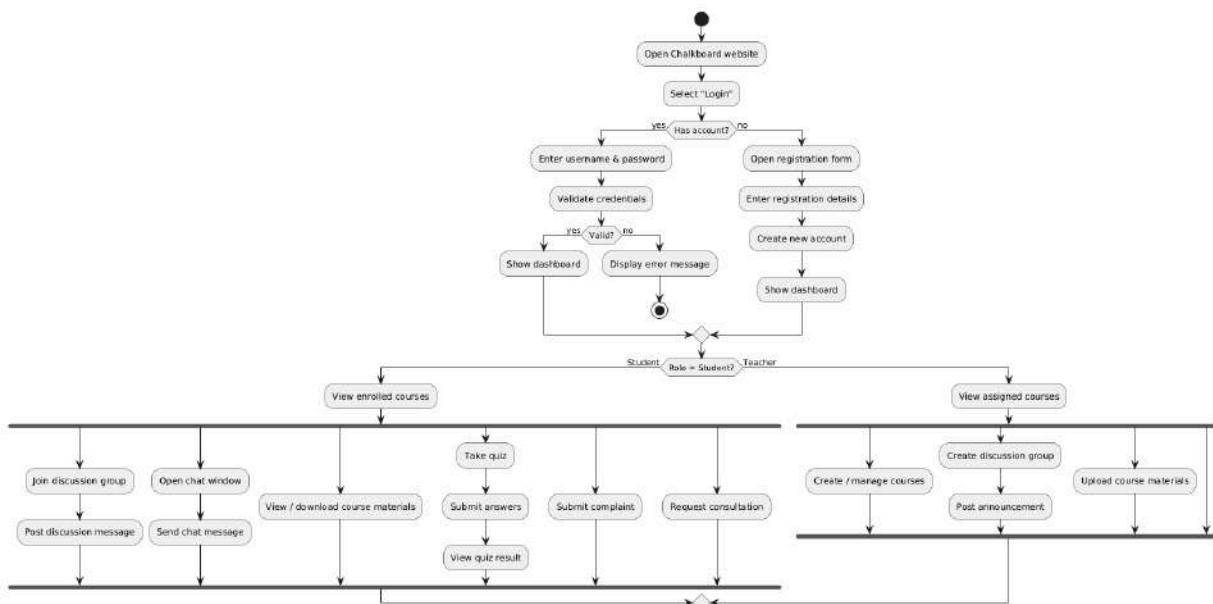 Open Chalkboard website
Select "Login"
yes
Has account?
no
Enter username & password
Open registration form
Validate credentials
Enter registration details
yes
Valid?
no
Create new account
Show dashboard
Display error message
Show dashboard
Student
Role = Student?
Teacher
View enrolled courses
View assigned courses
Take quiz
Create discussion group
Join discussion group
Open chat window
View / download course materials
Submit answers
Submit complaint
Request consultation
Create / manage courses
Upload course materials
Post discussion message
Send chat message
Post announcement
View quiz result